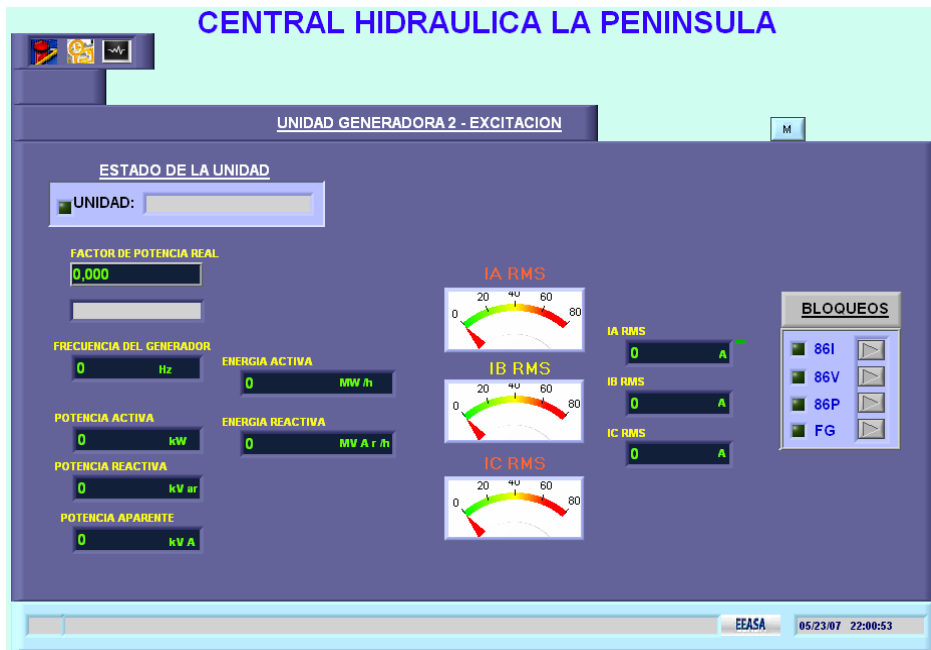 CENTRAL HIDRAULICA LA PENINSULA
UNIDAD GENERADORA 2 - EXCITACION
M
ESTADO DE LA UNIDAD
UNIDAD:
FACTOR DE POTENCIA REAL
0,000
FRECUENCIA DEL GENERADOR
0 Hz
POTENCIA ACTIVA
0 kW
POTENCIA REACTIVA
0 kV ar
POTENCIA APARENTE
0 kV A
ENERGIA ACTIVA
0 MW /h
ENERGIA REACTIVA
0 MV A r /h
IA RMS
0 20 40 60 80
IB RMS
0 20 40 60 80
IC RMS
0 20 40 60 80
IA RMS
0 A
IB RMS
0 A
IC RMS
0 A
BLOQUEOS
86I
86V
86P
FG
EEASA
05/23/07 22:00:53